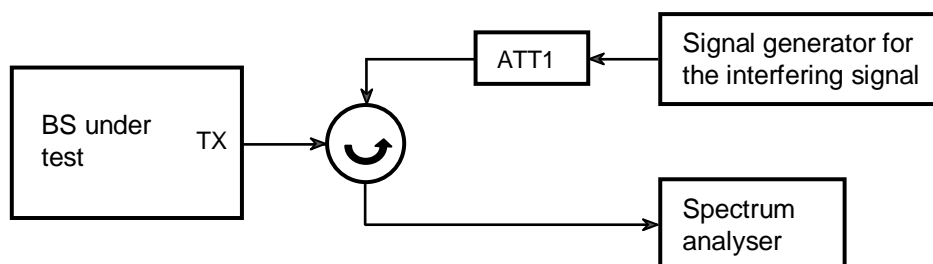 Signal generator for
the interfering signal
ATT1
BS under
test
TX
Spectrum
analyser